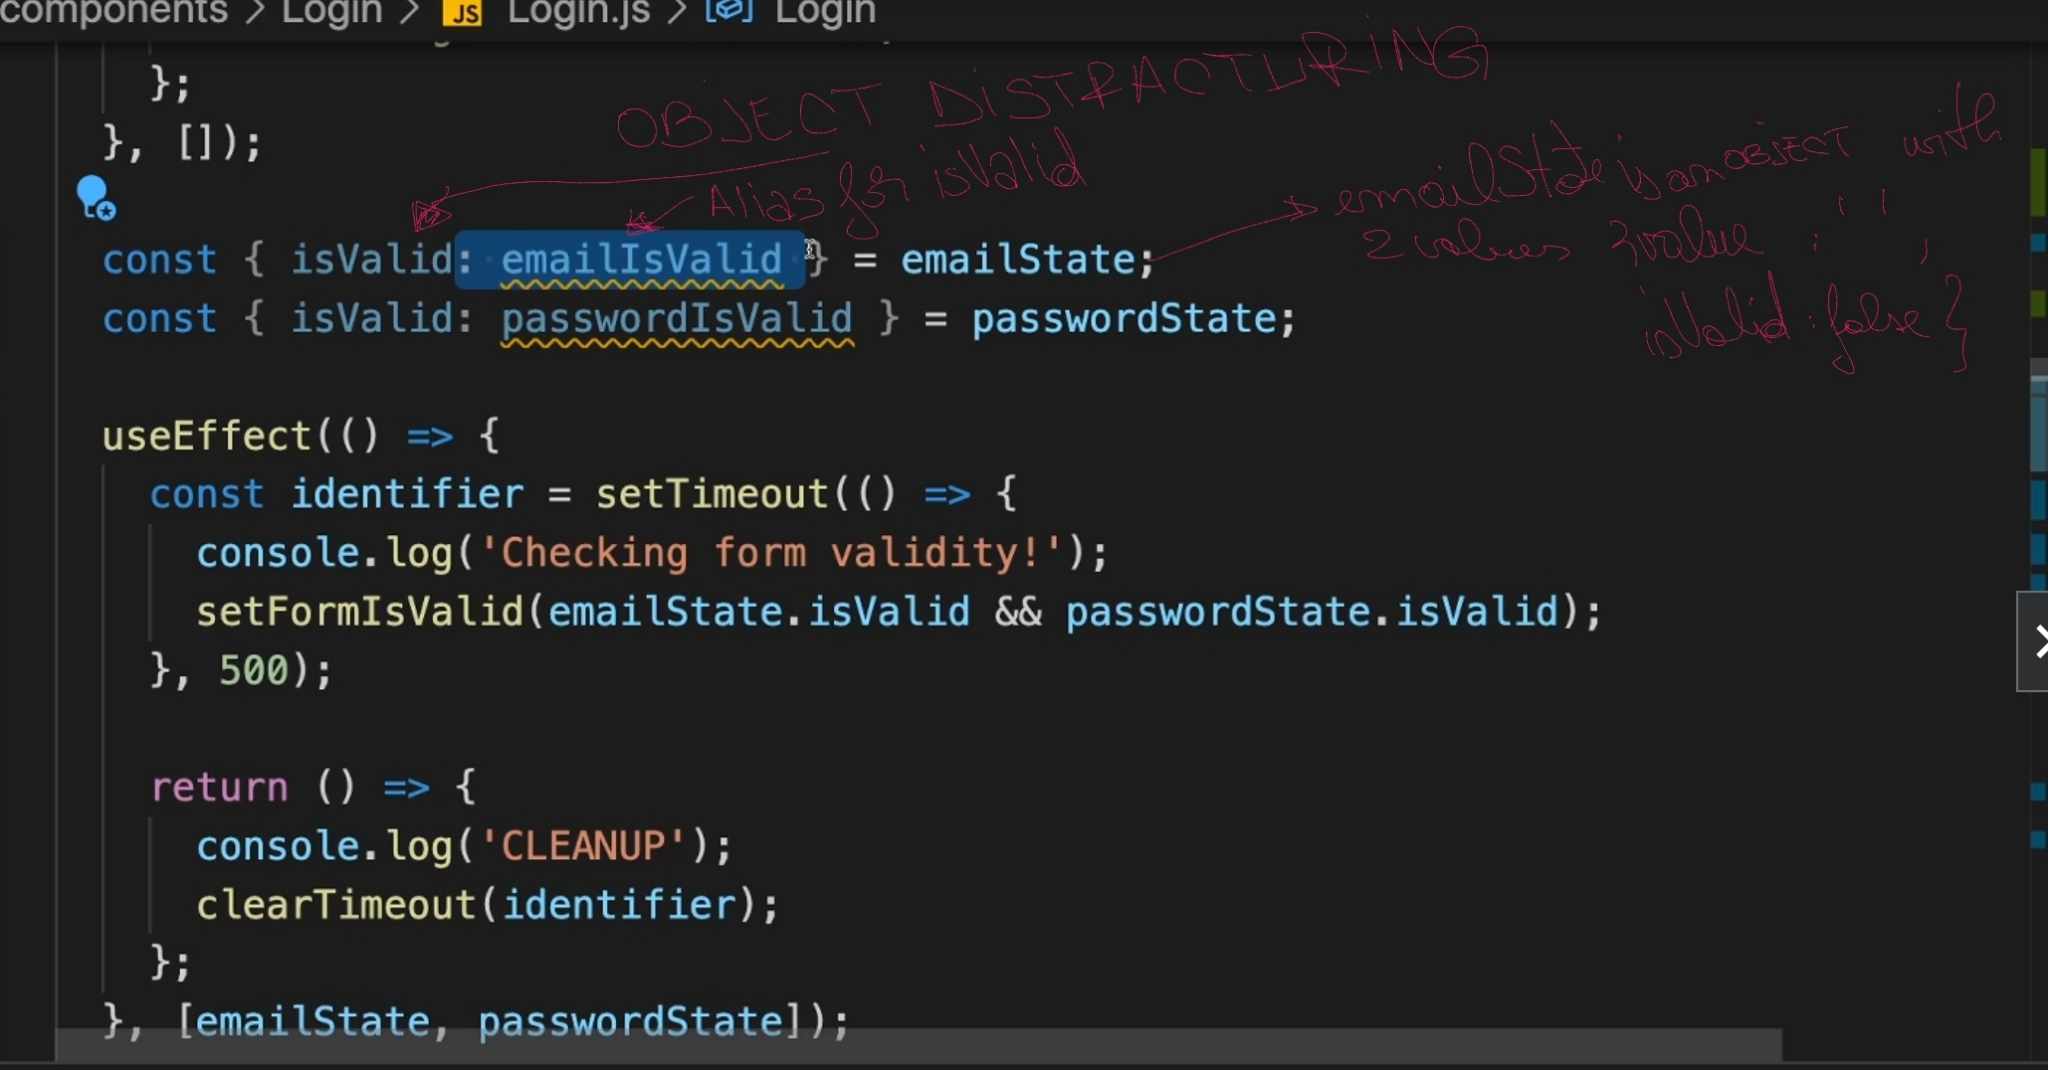 components > Login > JS Login.js > Login
};
}, []);
OBJECT DISTRACTURING
Alias for isValid
emailState is an OBJECT with
2 values {value : ' ' ,
isValid : false }
const { isValid: emailIsValid } = emailState;
const { isValid: passwordIsValid } = passwordState;
useEffect(() => {
const identifier = setTimeout(() => {
console.log('Checking form validity!');
setFormIsValid(emailState.isValid && passwordState.isValid);
}, 500);
return () => {
console.log('CLEANUP');
clearTimeout(identifier);
};
}, [emailState, passwordState]);